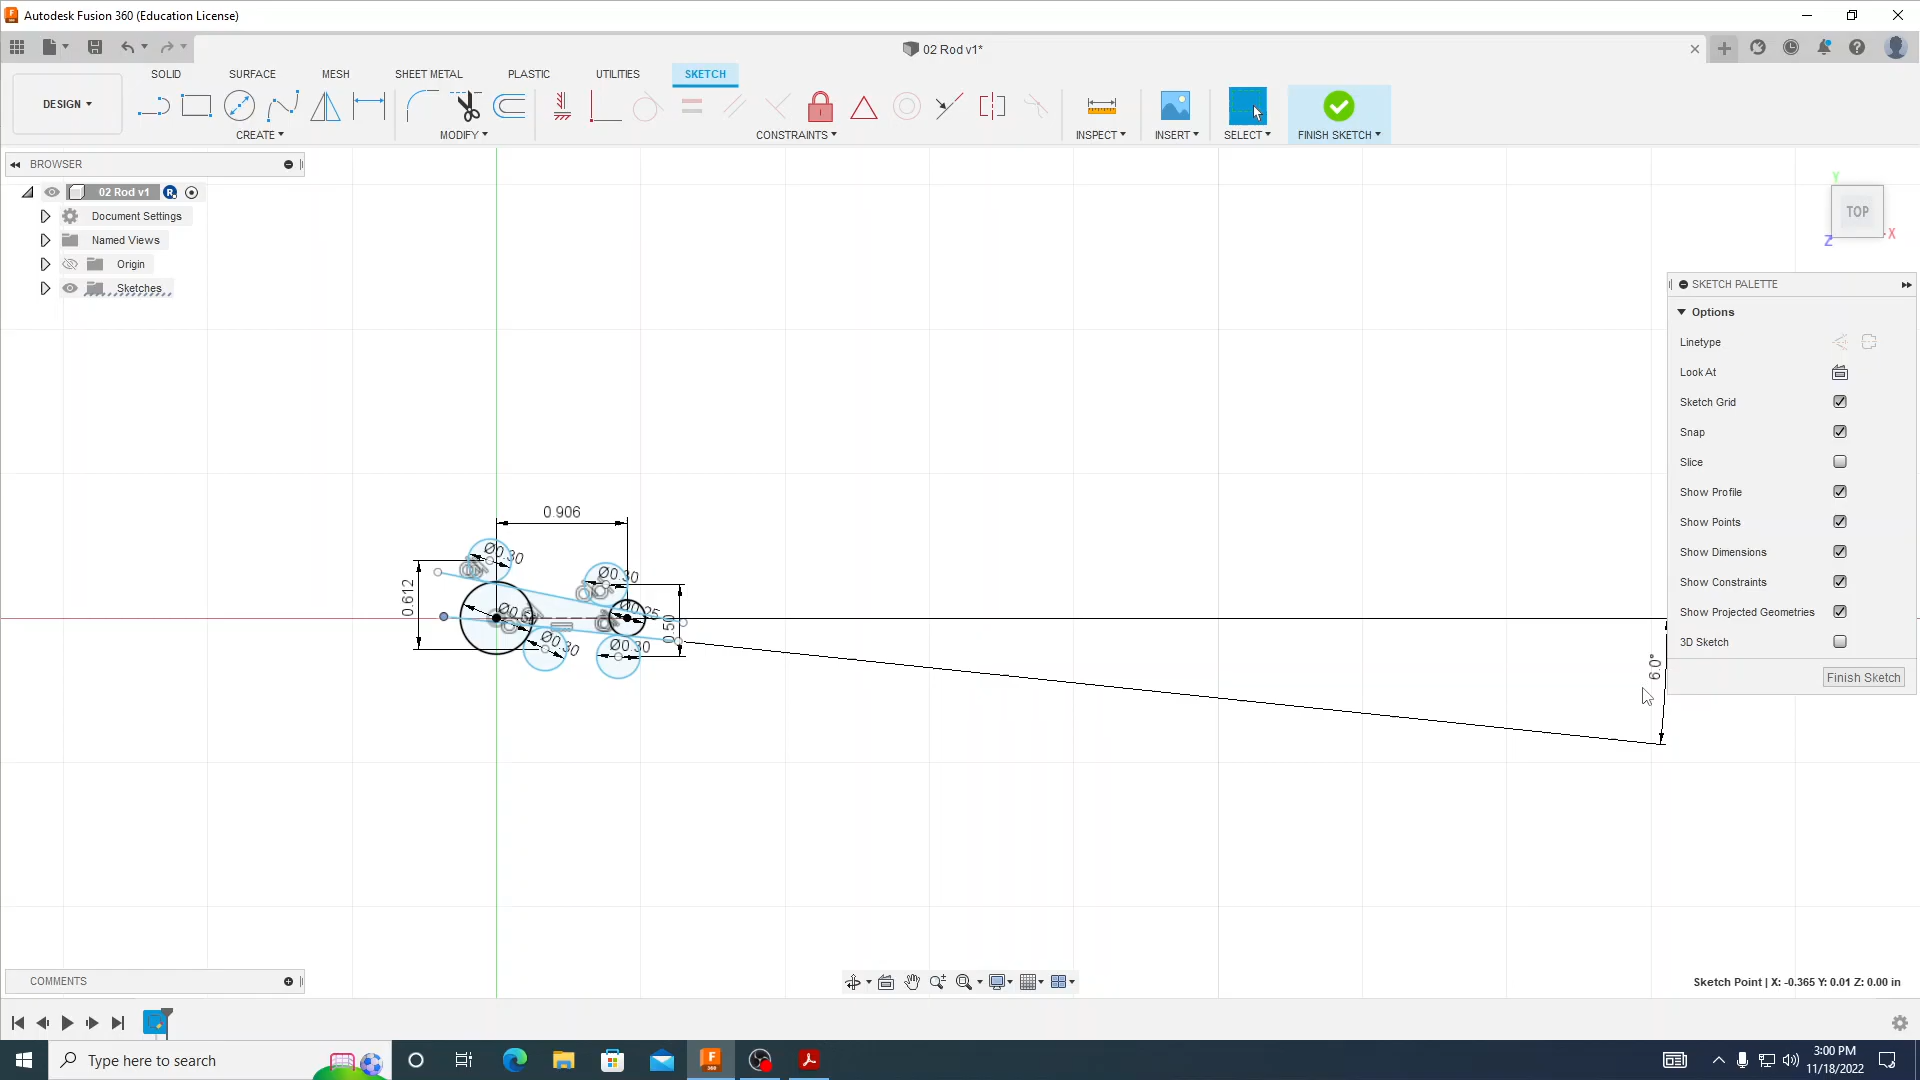 Autodesk Fusion 360 (Education License)
02 Rod v1*
DESIGN
SOLID SURFACE MESH SHEET METAL PLASTIC UTILITIES SKETCH
CREATE MODIFY CONSTRAINTS INSPECT INSERT SELECT FINISH SKETCH
BROWSER
02 Rod v1
Document Settings
Named Views
Origin
Sketches
Y
TOP
X
Z
SKETCH PALETTE
Options
Linetype
Look At
Sketch Grid
Snap
Slice
Show Profile
Show Points
Show Dimensions
Show Constraints
Show Projected Geometries
3D Sketch
Finish Sketch
0.906
Ø0.30
Ø0.30
0.612
Ø0.25
0.50
Ø0.30
Ø0.30
6.0°
COMMENTS
Sketch Point | X: -0.365 Y: 0.01 Z: 0.00 in
Type here to search
3:00 PM
11/18/2022